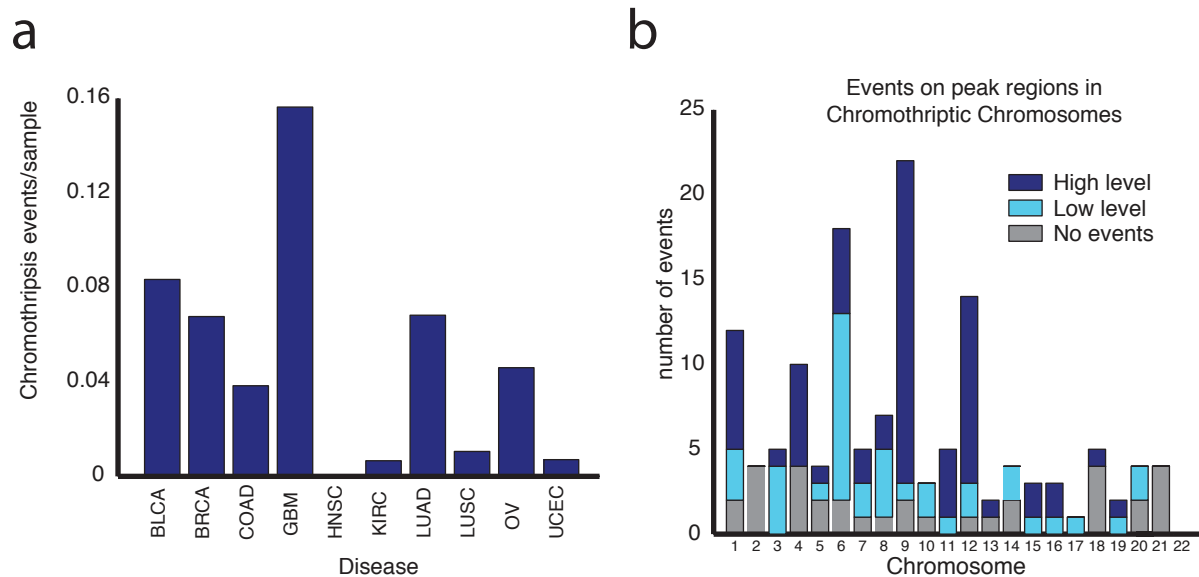 a
Chromothripsis events/sample
0.16
0.12
0.08
0.04
0
BLCA
BRCA
COAD
GBM
HNSC
KIRC
LUAD
LUSC
OV
UCEC
Disease
b
Events on peak regions in
Chromothriptic Chromosomes
number of events
25
20
15
10
5
0
High level
Low level
No events
1 2 3 4 5 6 7 8 9 10 11 12 13 14 15 16 17 18 19 20 21 22
Chromosome